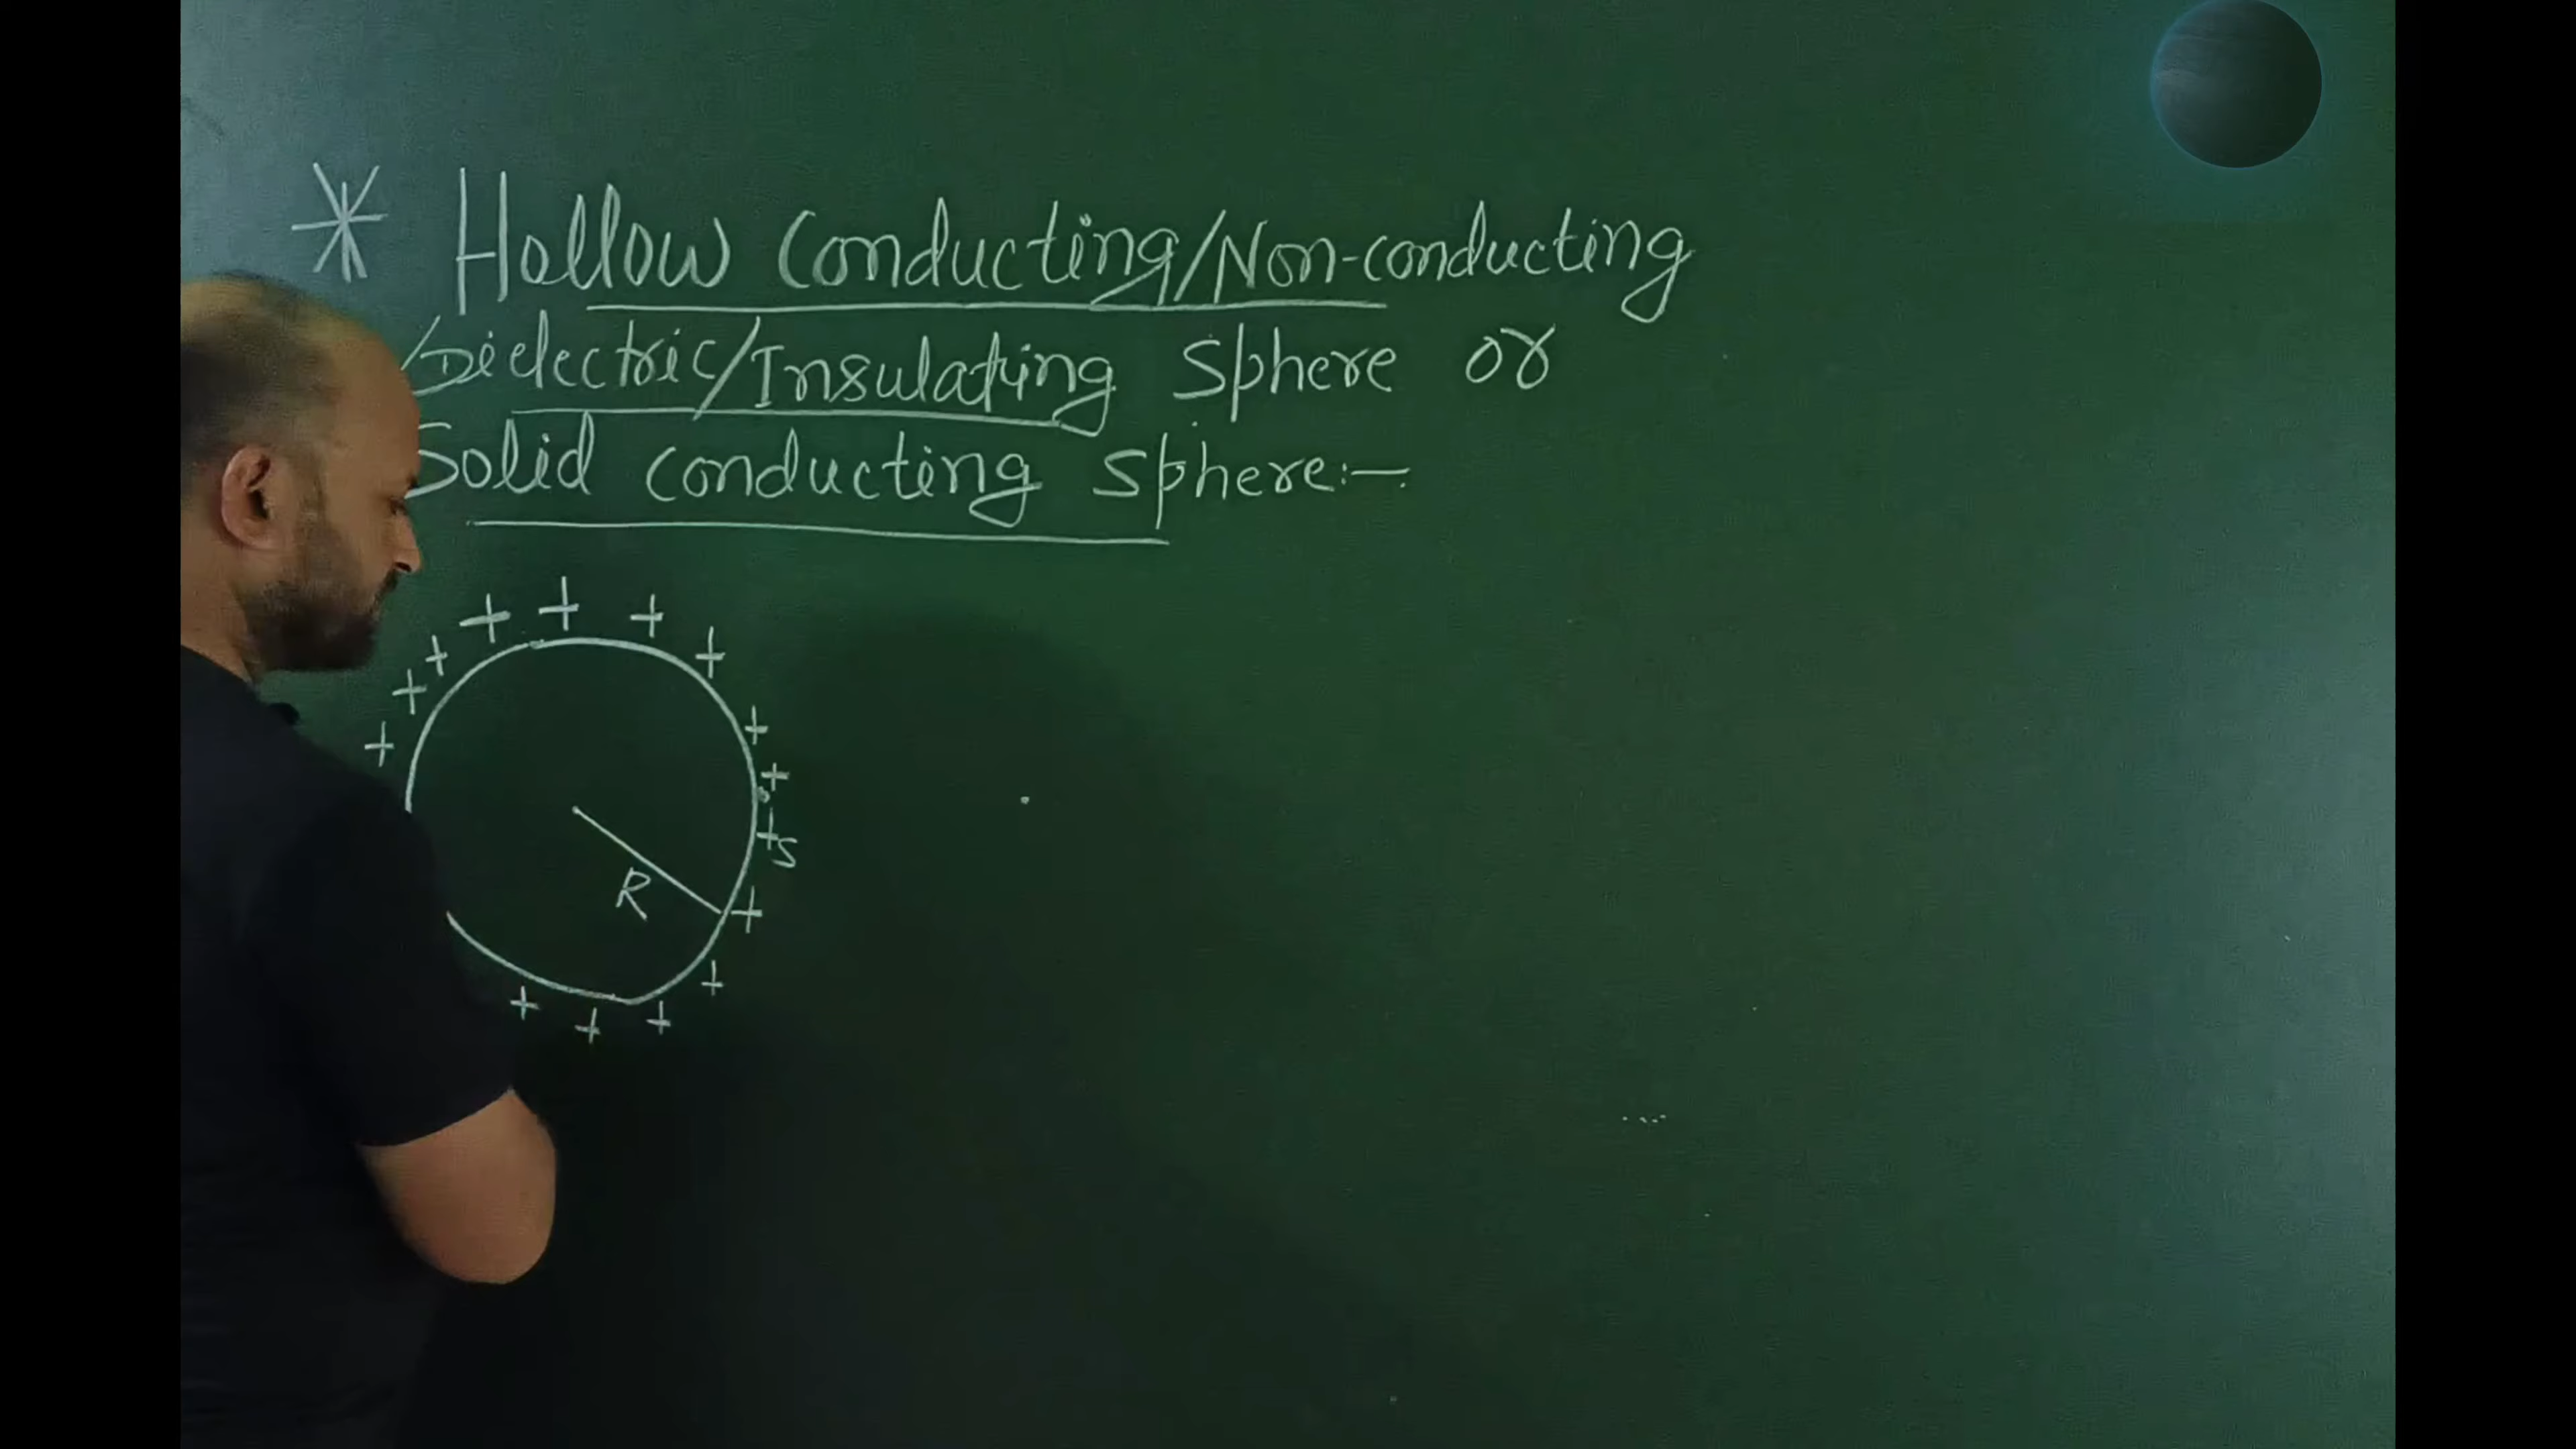 * Hollow Conducting/Non-conducting
/Dielectric/Insulating Sphere or
Solid conducting Sphere:-
+ + + +
+ +
+ +
+ +
+ S
R +
+
+ + +